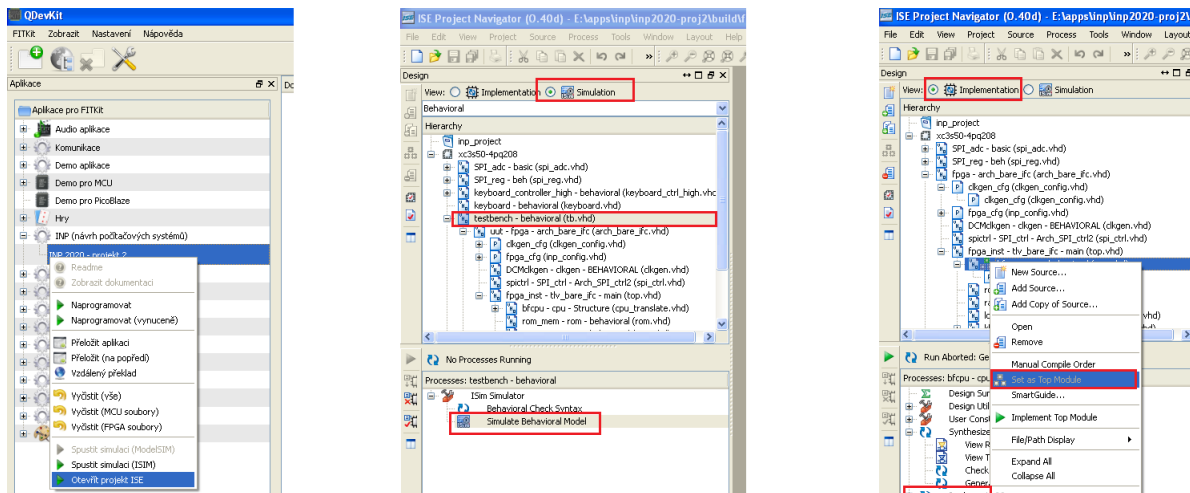 QDevKit
FITKit Zobrazit Nastavení Nápověda
Aplikace
Aplikace pro FITKit
Audio aplikace
Komunikace
Demo aplikace
Demo pro MCU
Demo pro PicoBlaze
Hry
INP (návrh počítačových systémů)
INP 2020 - projekt 2
Readme
Zobrazit dokumentaci
Naprogramovat
Naprogramovat (vynuceně)
Přeložit aplikaci
Přeložit (na popředí)
Vzdálený překlad
Vyčistit (vše)
Vyčistit (MCU soubory)
Vyčistit (FPGA soubory)
Spustit simulaci (ModelSIM)
Spustit simulaci (ISIM)
Otevřít projekt ISE
ISE Project Navigator (O.40d) - E:\apps\inp\inp2020-proj2\build\f
File Edit View Project Source Process Tools Window Layout Help
Design
View: Implementation Simulation
Behavioral
Hierarchy
inp_project
xc3s50-4pq208
SPI_adc - basic (spi_adc.vhd)
SPI_reg - beh (spi_reg.vhd)
keyboard_controller_high - behavioral (keyboard_ctrl_high.vhc
keyboard - behavioral (keyboard.vhd)
testbench - behavioral (tb.vhd)
uut - fpga - arch_bare_ifc (arch_bare_ifc.vhd)
clkgen_cfg (clkgen_config.vhd)
fpga_cfg (inp_config.vhd)
DCMclkgen - clkgen - BEHAVIORAL (clkgen.vhd)
spictrl - SPI_ctrl - Arch_SPI_ctrl2 (spi_ctrl.vhd)
fpga_inst - tlv_bare_ifc - main (top.vhd)
bfcpu - cpu - Structure (cpu_translate.vhd)
rom_mem - rom - behavioral (rom.vhd)
No Processes Running
Processes: testbench - behavioral
ISim Simulator
Behavioral Check Syntax
Simulate Behavioral Model
ISE Project Navigator (O.40d) - E:\apps\inp\inp2020-proj2\
File Edit View Project Source Process Tools Window Layout
Design
View: Implementation Simulation
Hierarchy
inp_project
xc3s50-4pq208
SPI_adc - basic (spi_adc.vhd)
SPI_reg - beh (spi_reg.vhd)
fpga - arch_bare_ifc (arch_bare_ifc.vhd)
clkgen_cfg (clkgen_config.vhd)
clkgen_cfg (clkgen_config.vhd)
fpga_cfg (inp_config.vhd)
DCMclkgen - clkgen - BEHAVIORAL (clkgen.vhd)
spictrl - SPI_ctrl - Arch_SPI_ctrl2 (spi_ctrl.vhd)
fpga_inst - tlv_bare_ifc - main (top.vhd)
New Source...
Add Source...
Add Copy of Source...
Open
Remove
Manual Compile Order
Set as Top Module
SmartGuide...
Implement Top Module
File/Path Display
Expand All
Collapse All
vhd)
Run Aborted: Ge
Processes: bfcpu - cpu
Design Sum
Design Util
User Const
Synthesize
View R
View T
Check
Gener